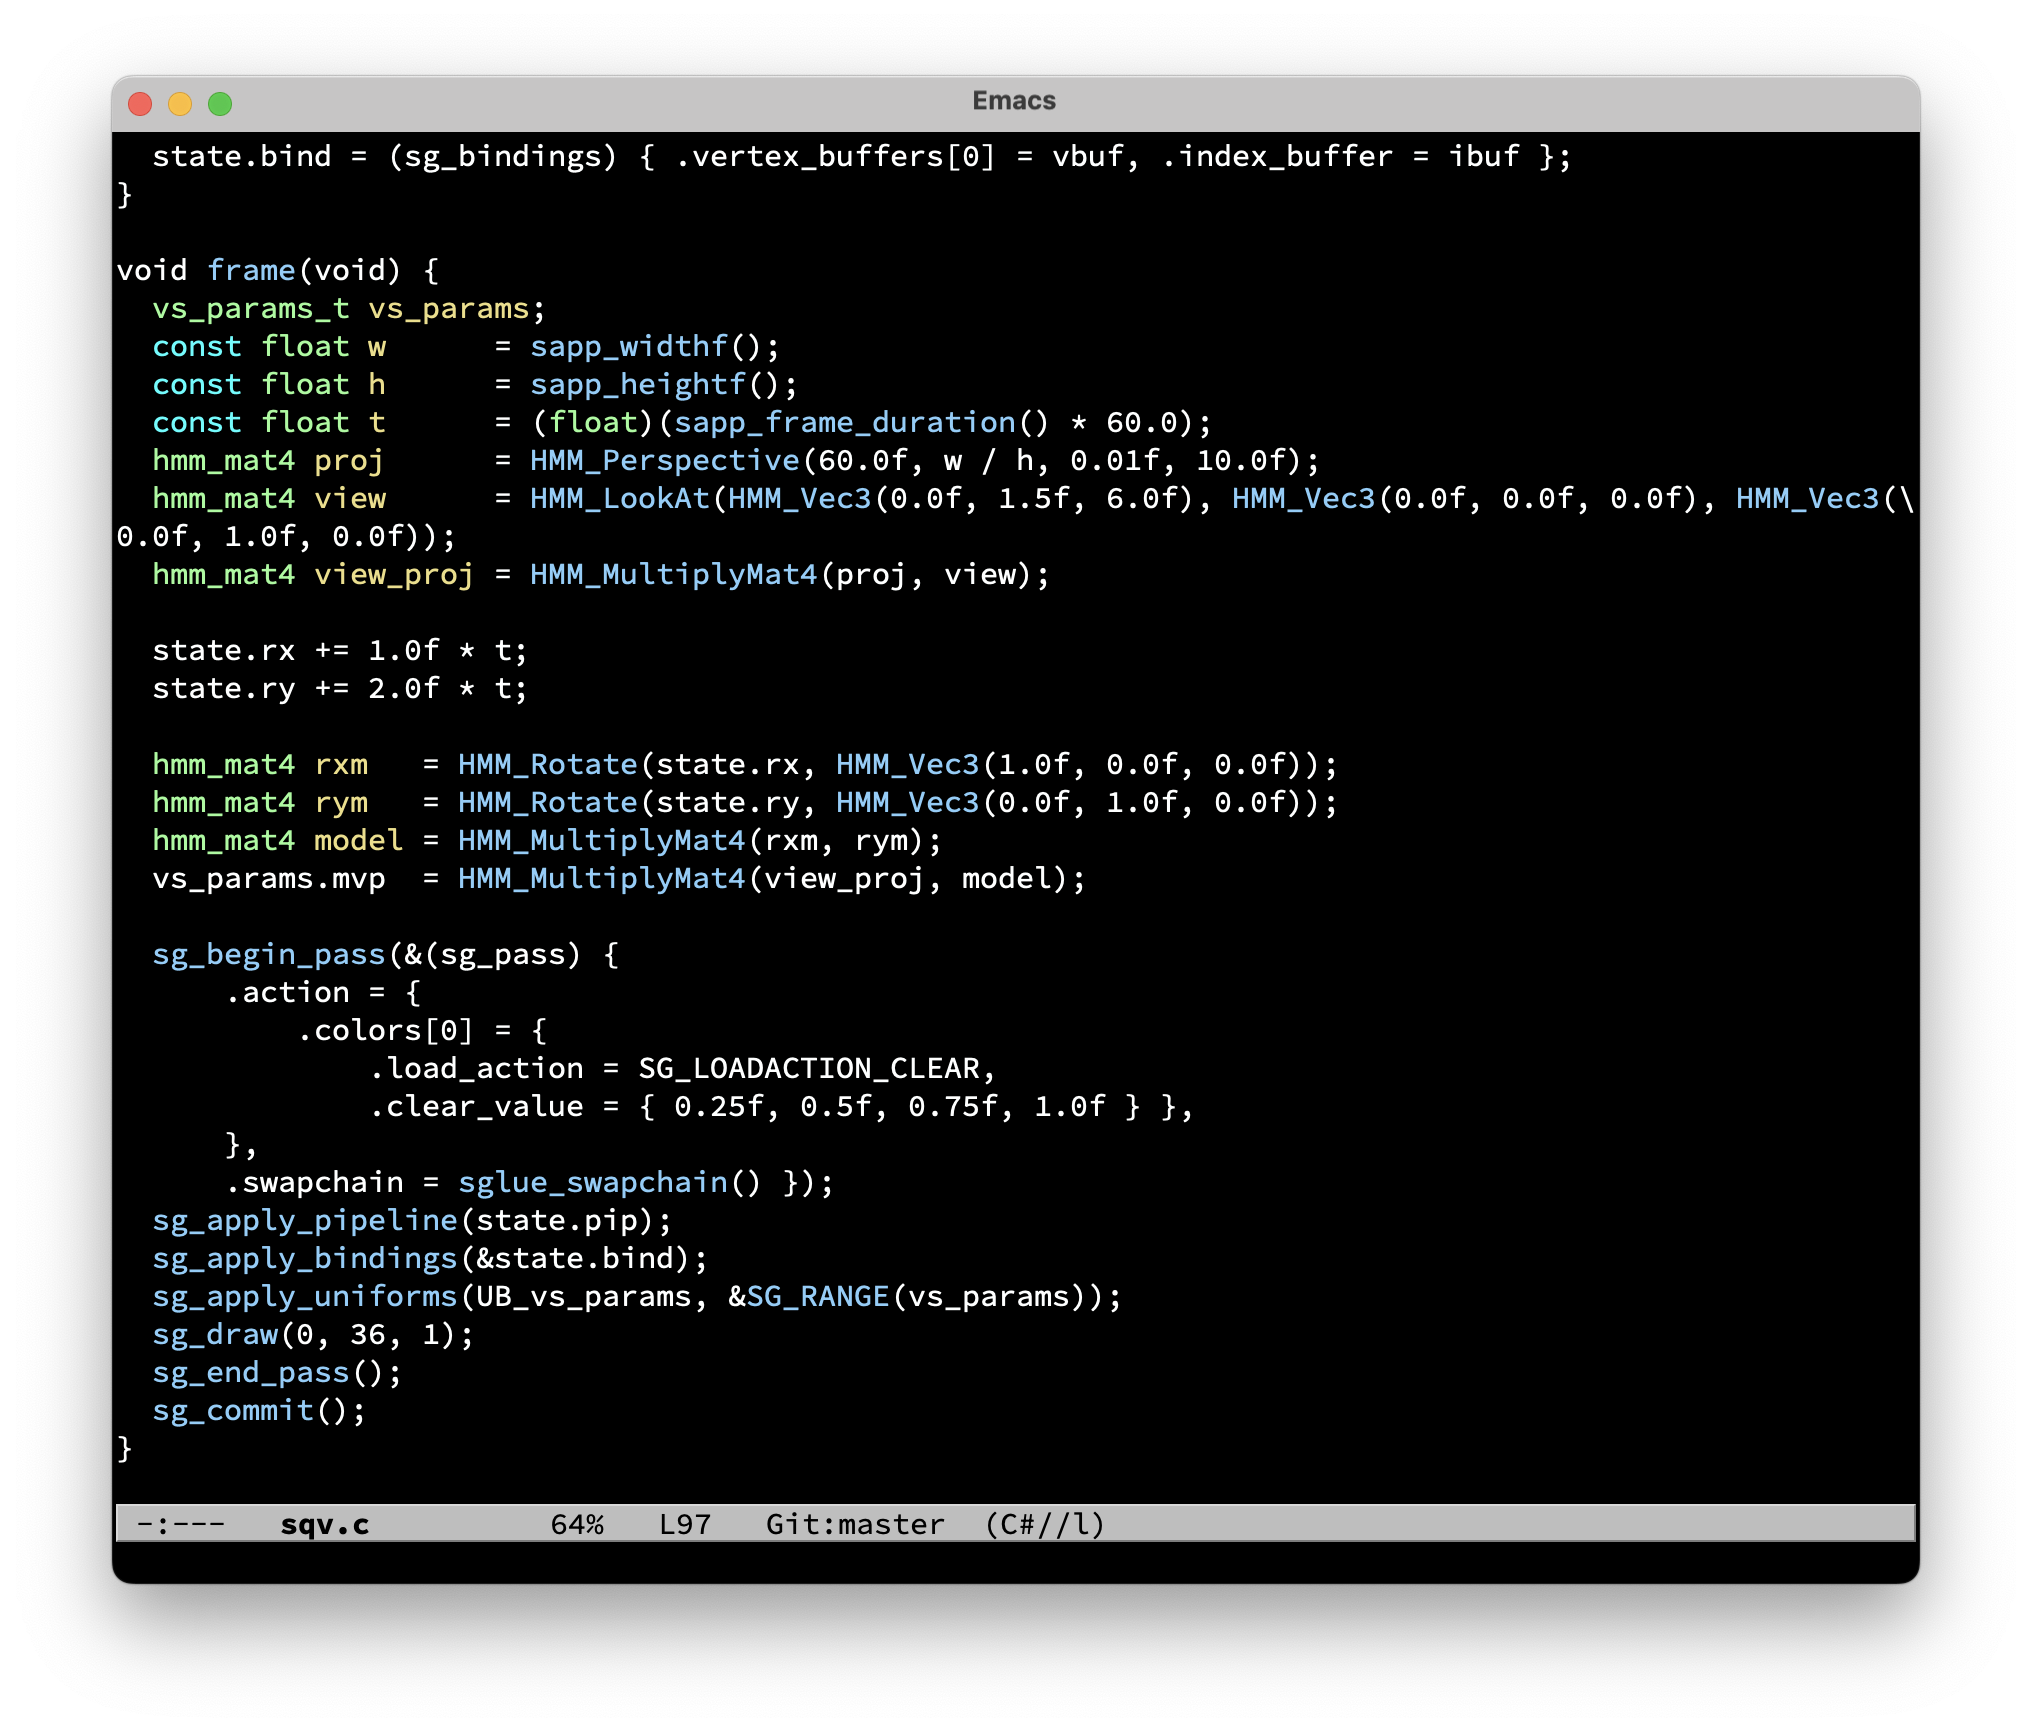 Emacs
  state.bind = (sg_bindings) { .vertex_buffers[0] = vbuf, .index_buffer = ibuf };
}

void frame(void) {
  vs_params_t vs_params;
  const float w      = sapp_widthf();
  const float h      = sapp_heightf();
  const float t      = (float)(sapp_frame_duration() * 60.0);
  hmm_mat4 proj      = HMM_Perspective(60.0f, w / h, 0.01f, 10.0f);
  hmm_mat4 view      = HMM_LookAt(HMM_Vec3(0.0f, 1.5f, 6.0f), HMM_Vec3(0.0f, 0.0f, 0.0f), HMM_Vec3(\
0.0f, 1.0f, 0.0f));
  hmm_mat4 view_proj = HMM_MultiplyMat4(proj, view);

  state.rx += 1.0f * t;
  state.ry += 2.0f * t;

  hmm_mat4 rxm   = HMM_Rotate(state.rx, HMM_Vec3(1.0f, 0.0f, 0.0f));
  hmm_mat4 rym   = HMM_Rotate(state.ry, HMM_Vec3(0.0f, 1.0f, 0.0f));
  hmm_mat4 model = HMM_MultiplyMat4(rxm, rym);
  vs_params.mvp  = HMM_MultiplyMat4(view_proj, model);

  sg_begin_pass(&(sg_pass) {
      .action = {
          .colors[0] = {
              .load_action = SG_LOADACTION_CLEAR,
              .clear_value = { 0.25f, 0.5f, 0.75f, 1.0f } },
      },
      .swapchain = sglue_swapchain() });
  sg_apply_pipeline(state.pip);
  sg_apply_bindings(&state.bind);
  sg_apply_uniforms(UB_vs_params, &SG_RANGE(vs_params));
  sg_draw(0, 36, 1);
  sg_end_pass();
  sg_commit();
}
-:---   sqv.c          64%   L97   Git:master  (C#//l)